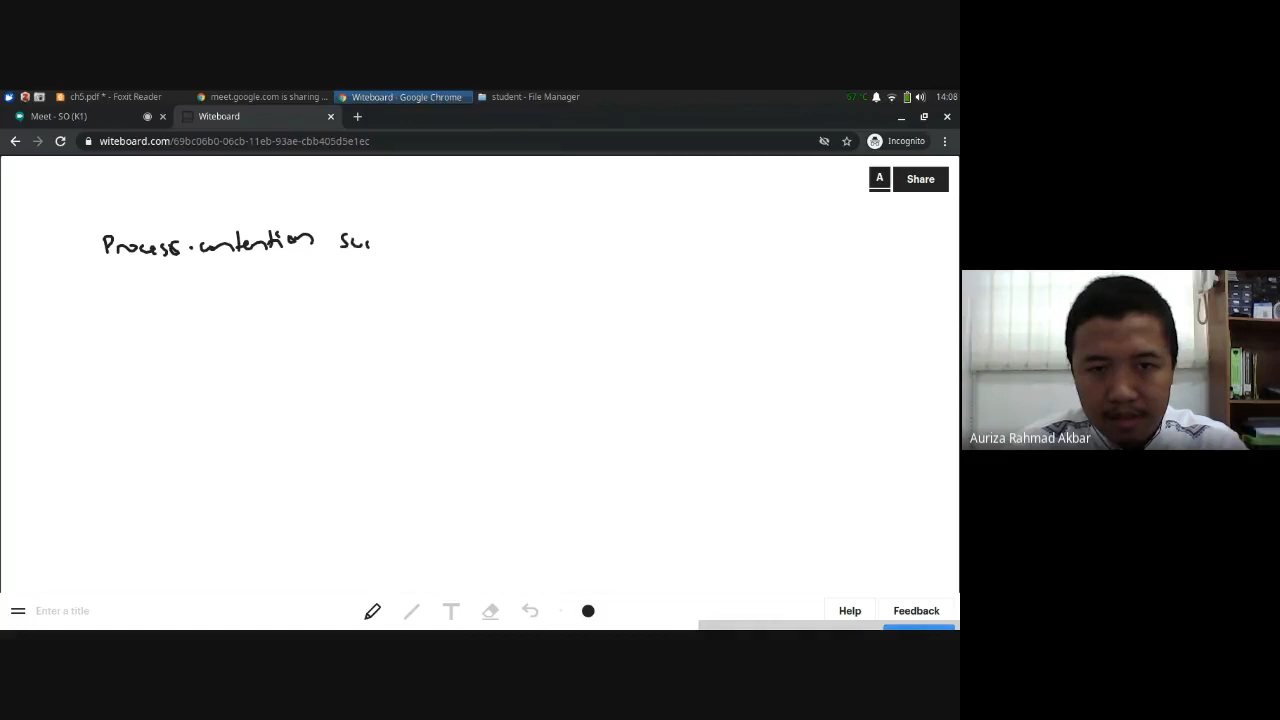 ch5.pdf * - Foxit Reader
meet.google.com is sharing ...
Witeboard - Google Chrome
student - File Manager
67°C
14:08
Meet - SO (K1)
Witeboard
witeboard.com/69bc06b0-06cb-11eb-93ae-cbb405d5e1ec
Incognito
A
Share
Process-contention
Auriza Rahmad Akbar
Enter a title
T
Help
Feedback